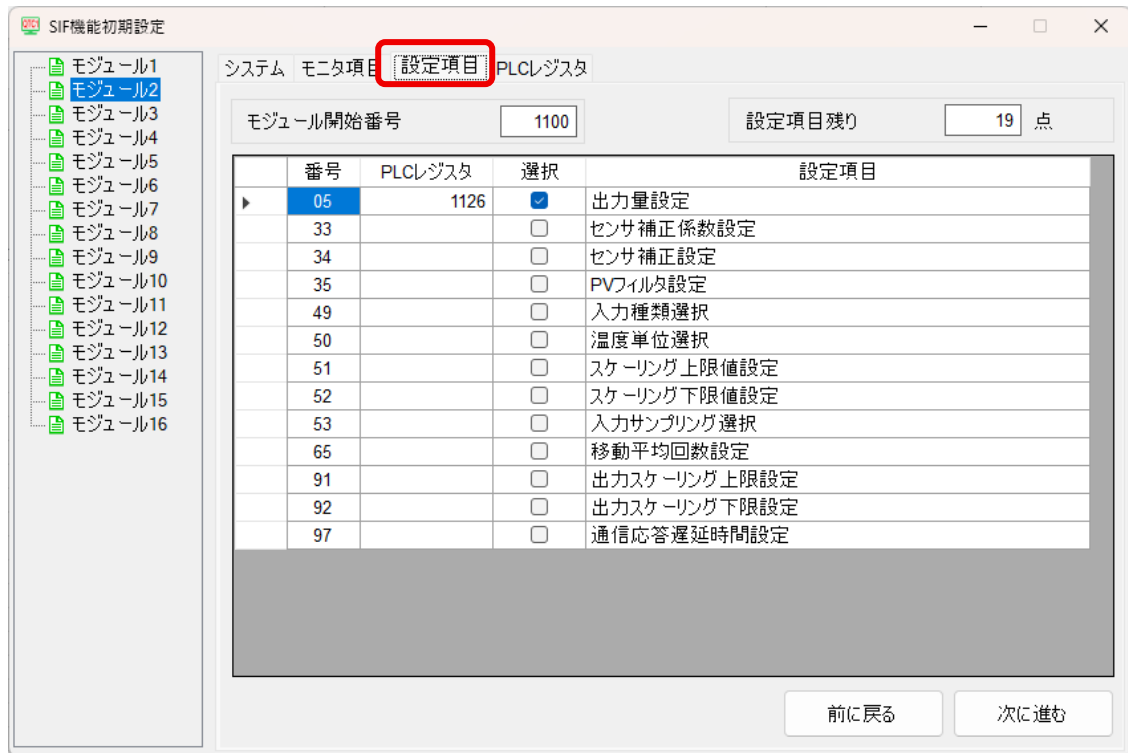 SIF機能初期設定
モジュール1
モジュール2
モジュール3
モジュール4
モジュール5
モジュール6
モジュール7
モジュール8
モジュール9
モジュール10
モジュール11
モジュール12
モジュール13
モジュール14
モジュール15
モジュール16
システム モニタ項目 設定項目 PLCレジスタ
モジュール開始番号 1100 設定項目残り 19 点
番号 PLCレジスタ 選択 設定項目
05 1126 出力量設定
33 センサ補正係数設定
34 センサ補正設定
35 PVフィルタ設定
49 入力種類選択
50 温度単位選択
51 スケーリング上限値設定
52 スケーリング下限値設定
53 入力サンプリング選択
65 移動平均回数設定
91 出力スケーリング上限設定
92 出力スケーリング下限設定
97 通信応答遅延時間設定
前に戻る 次に進む